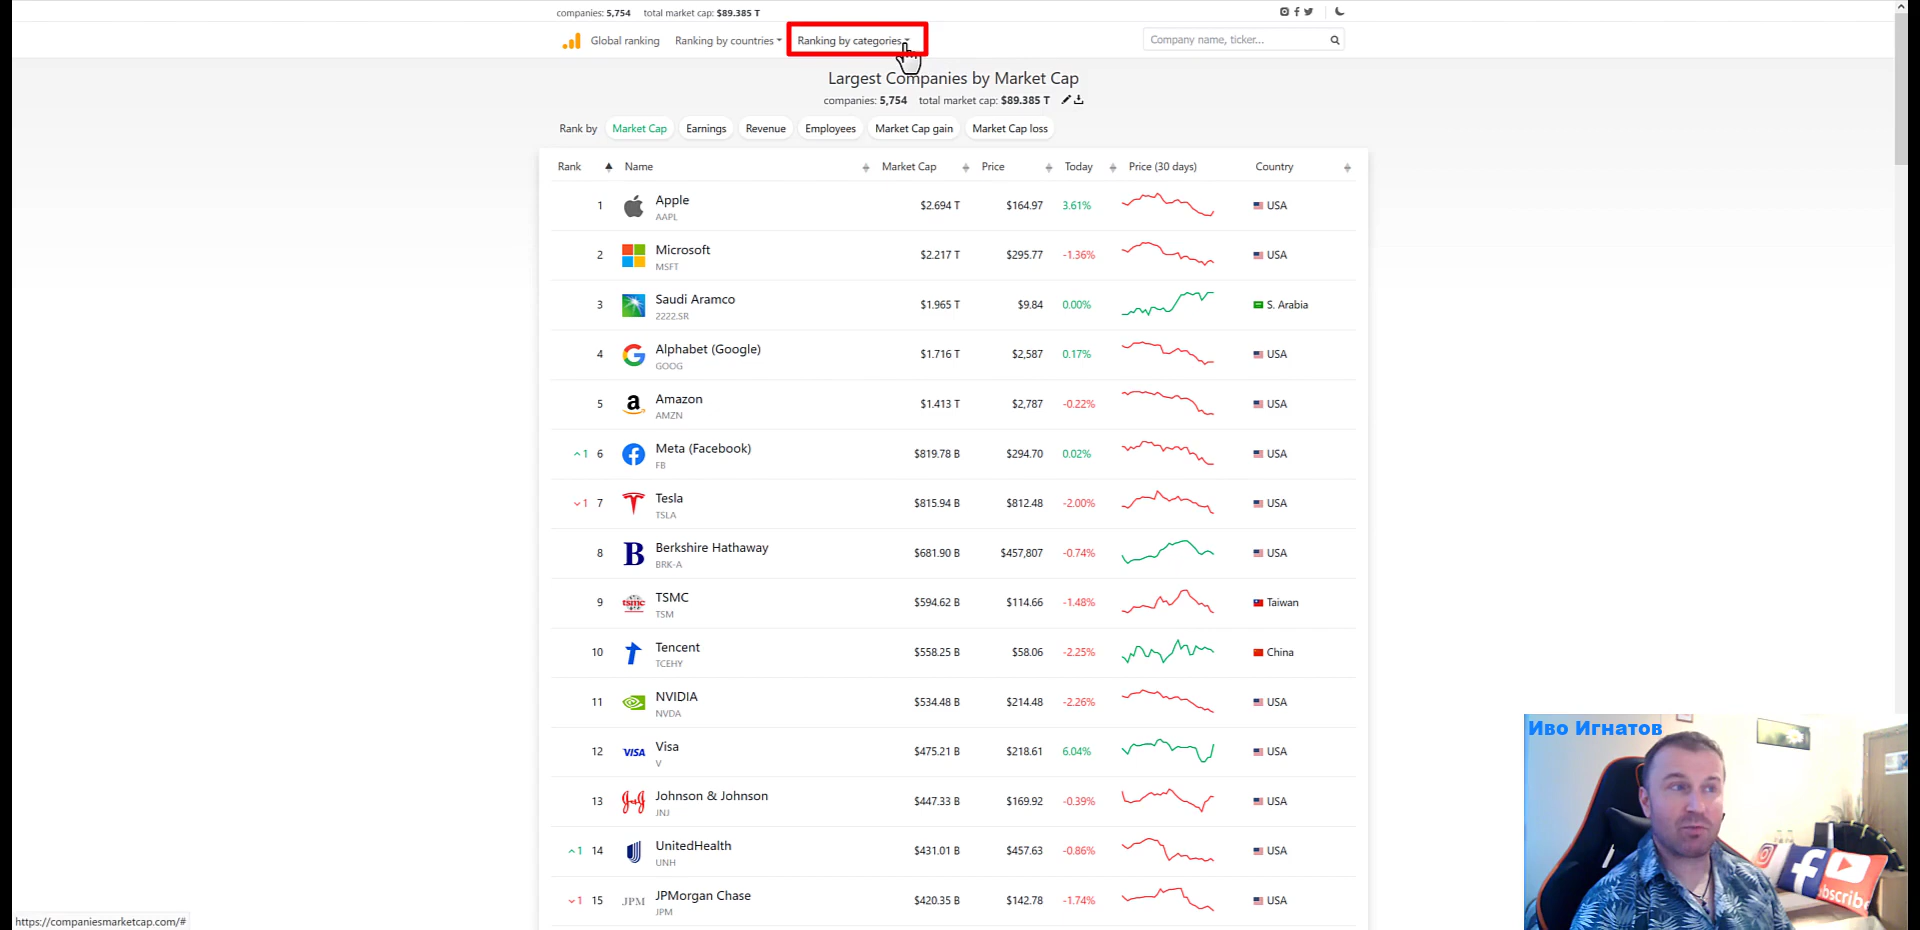 companies: 5,754 total market cap: $89.385 T
Global ranking Ranking by countries Ranking by categories Company name, ticker...
Largest Companies by Market Cap
companies: 5,754 total market cap: $89.385 T
Rank by Market Cap Earnings Revenue Employees Market Cap gain Market Cap loss
Rank Name Market Cap Price Today Price (30 days) Country
1 Apple $2.694 T $164.97 3.61% USA
AAPL
2 Microsoft $2.217 T $295.77 -1.36% USA
MSFT
3 Saudi Aramco $1.965 T $9.84 0.00% S. Arabia
2222.SR
4 Alphabet (Google) $1.716 T $2,587 0.17% USA
GOOG
5 Amazon $1.413 T $2,787 -0.22% USA
AMZN
1 6 Meta (Facebook) $819.78 B $294.70 0.02% USA
FB
1 7 Tesla $815.94 B $812.48 -2.00% USA
TSLA
8 Berkshire Hathaway $681.90 B $457,807 -0.74% USA
BRK-A
9 tsmc TSMC $594.62 B $114.66 -1.48% Taiwan
TSM
10 Tencent $558.25 B $58.06 -2.25% China
TCEHY
11 NVIDIA $534.48 B $214.48 -2.26% USA
NVDA
12 VISA Visa $475.21 B $218.61 6.04% USA
V
13 Johnson & Johnson $447.33 B $169.92 -0.39% USA
JNJ
1 14 UnitedHealth $431.01 B $457.63 -0.86% USA
UNH
1 15 JPM JPMorgan Chase $420.35 B $142.78 -1.74% USA
JPM
https://companiesmarketcap.com/#
Иво Игнатов